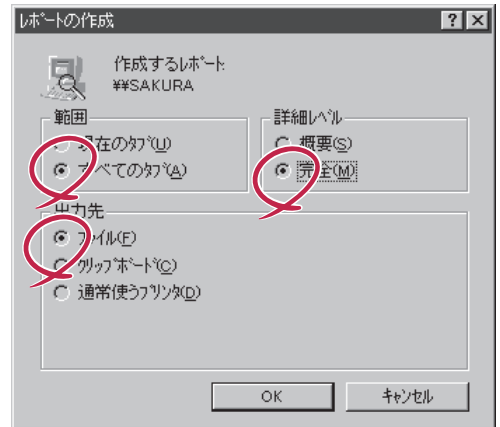 ﾚﾎﾟｰﾄの作成
作成するﾚﾎﾟｰﾄ:
¥¥SAKURA
範囲
現在のﾀﾌﾞ(U)
すべてのﾀﾌﾞ(A)
詳細ﾚﾍﾞﾙ
概要(S)
完全(M)
出力先
ﾌｧｲﾙ(F)
ｸﾘｯﾌﾟﾎﾞｰﾄﾞ(C)
通常使うﾌﾟﾘﾝﾀ(D)
OK
ｷｬﾝｾﾙ